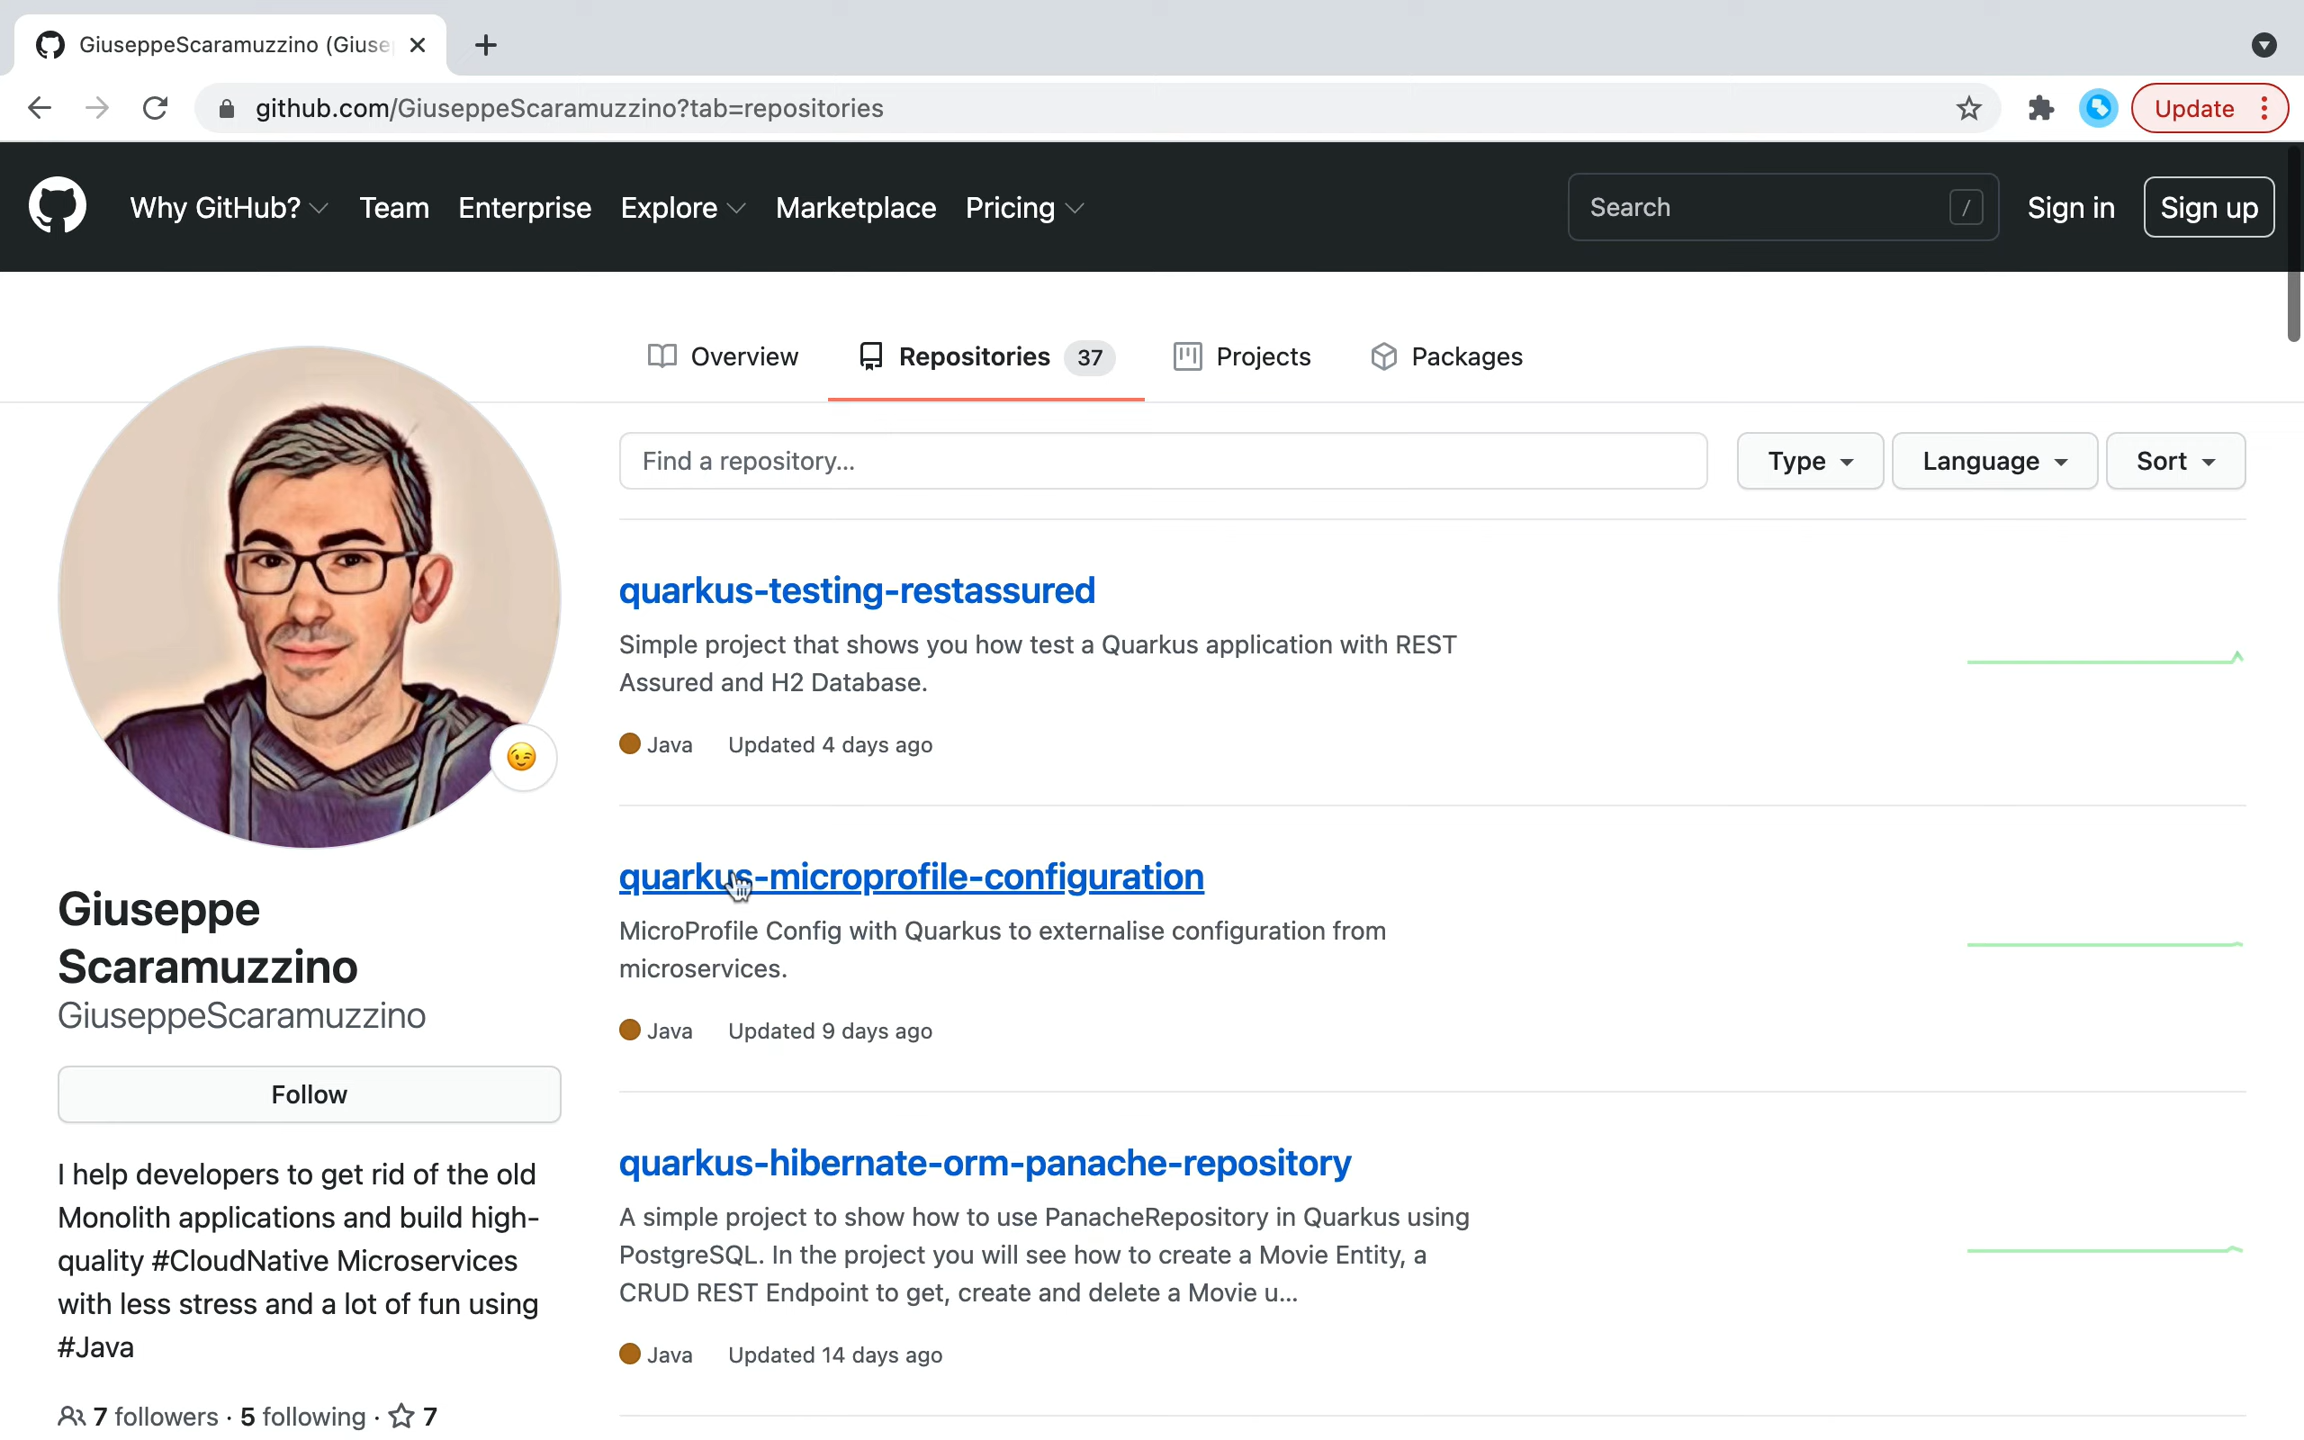 GiuseppeScaramuzzino (Giuse
github.com/GiuseppeScaramuzzino?tab=repositories
Update
Why GitHub? Team Enterprise Explore Marketplace Pricing
Search /
Sign in
Sign up
Overview
Repositories 37
Projects
Packages
Find a repository...
Type
Language
Sort
quarkus-testing-restassured
Simple project that shows you how test a Quarkus application with REST
Assured and H2 Database.
Java Updated 4 days ago
quarkus-microprofile-configuration
MicroProfile Config with Quarkus to externalise configuration from
microservices.
Java Updated 9 days ago
quarkus-hibernate-orm-panache-repository
A simple project to show how to use PanacheRepository in Quarkus using
PostgreSQL. In the project you will see how to create a Movie Entity, a
CRUD REST Endpoint to get, create and delete a Movie u...
Java Updated 14 days ago
Giuseppe
Scaramuzzino
GiuseppeScaramuzzino
Follow
I help developers to get rid of the old
Monolith applications and build high-
quality #CloudNative Microservices
with less stress and a lot of fun using
#Java
7 followers · 5 following · 7